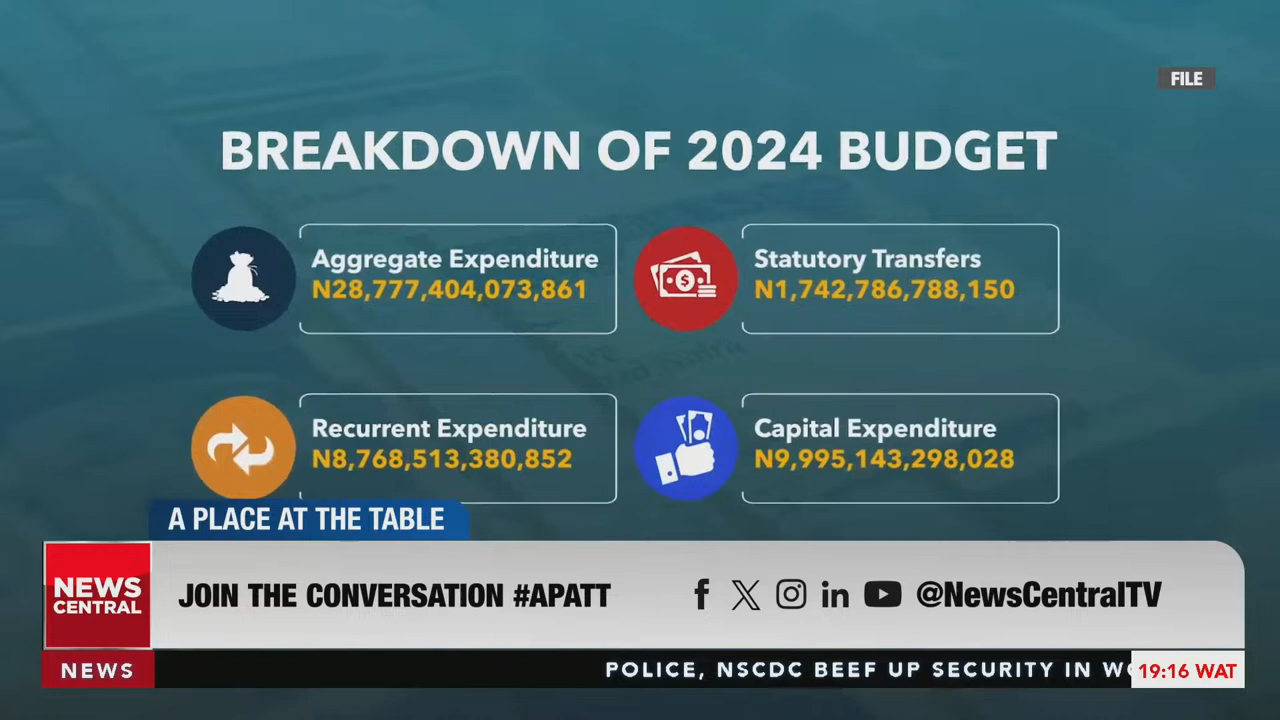 FILE
BREAKDOWN OF 2024 BUDGET
Aggregate Expenditure
N28,777,404,073,861
Statutory Transfers
N1,742,786,788,150
Recurrent Expenditure
N8,768,513,380,852
Capital Expenditure
N9,995,143,298,028
A PLACE AT THE TABLE
NEWS
CENTRAL
JOIN THE CONVERSATION #APATT
@NewsCentralTV
NEWS
POLICE, NSCDC BEEF UP SECURITY IN
19:16 WAT